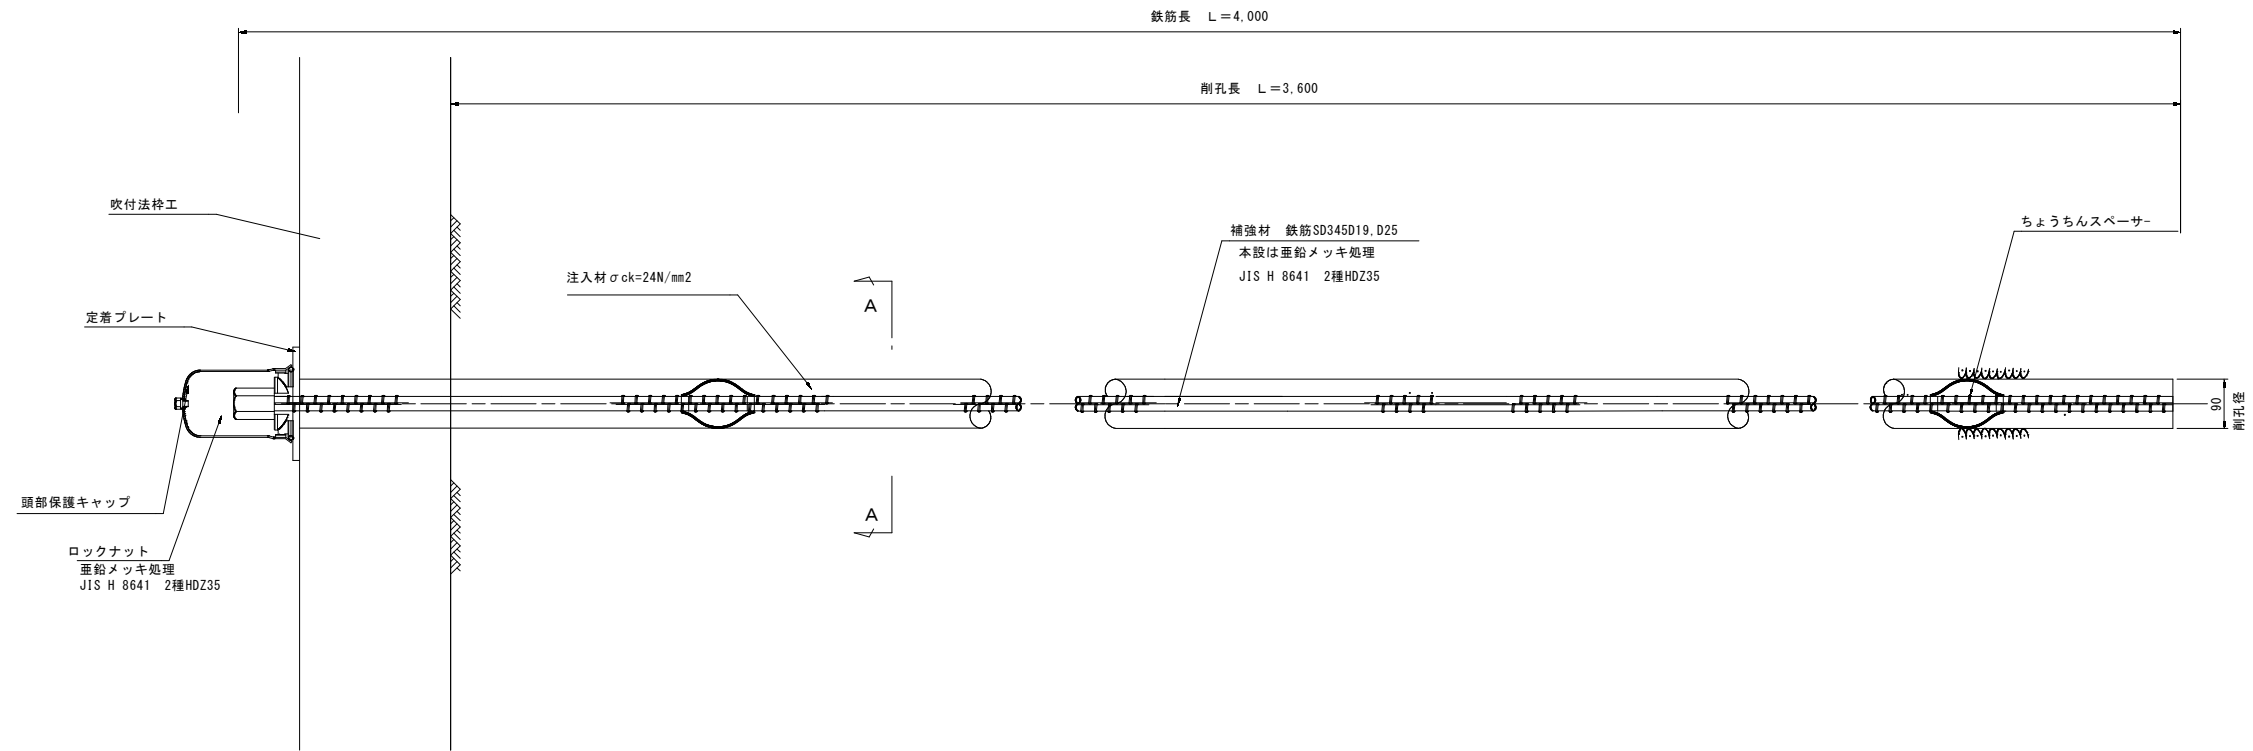 鉄筋長　Ｌ＝4,000
削孔長　Ｌ＝3,600
吹付法枠工
ちょうちんスペーサー
補強材　鉄筋SD345D19,D25
本設は亜鉛メッキ処理
JIS H 8641　2種HDZ35
注入材σck=24N/mm2
A
定着プレート
90
削孔径
頭部保護キャップ
A
ロックナット
亜鉛メッキ処理
JIS H 8641　2種HDZ35